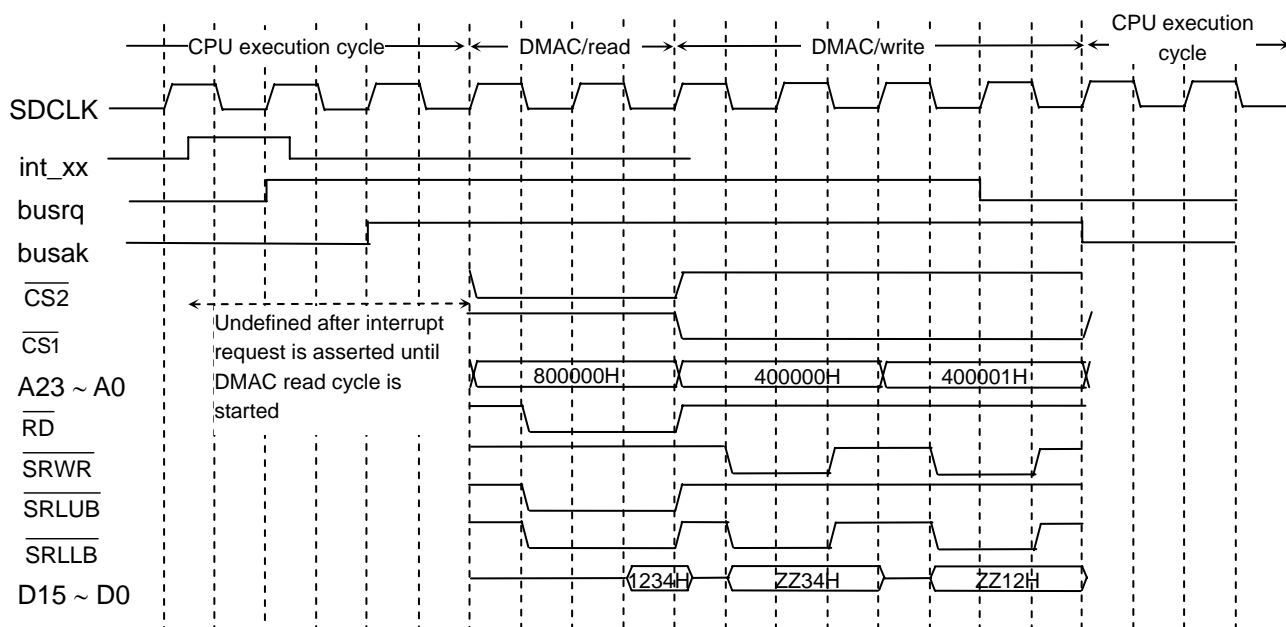 CPU execution cycle
DMAC/read
DMAC/write
CPU execution
cycle
SDCLK
int_xx
busrq
busak
CS2
Undefined after interrupt
request is asserted until
DMAC read cycle is
started
CS1
A23 ~ A0
800000H
400000H
400001H
RD
SRWR
SRLUB
SRLLB
D15 ~ D0
1234H
ZZ34H
ZZ12H